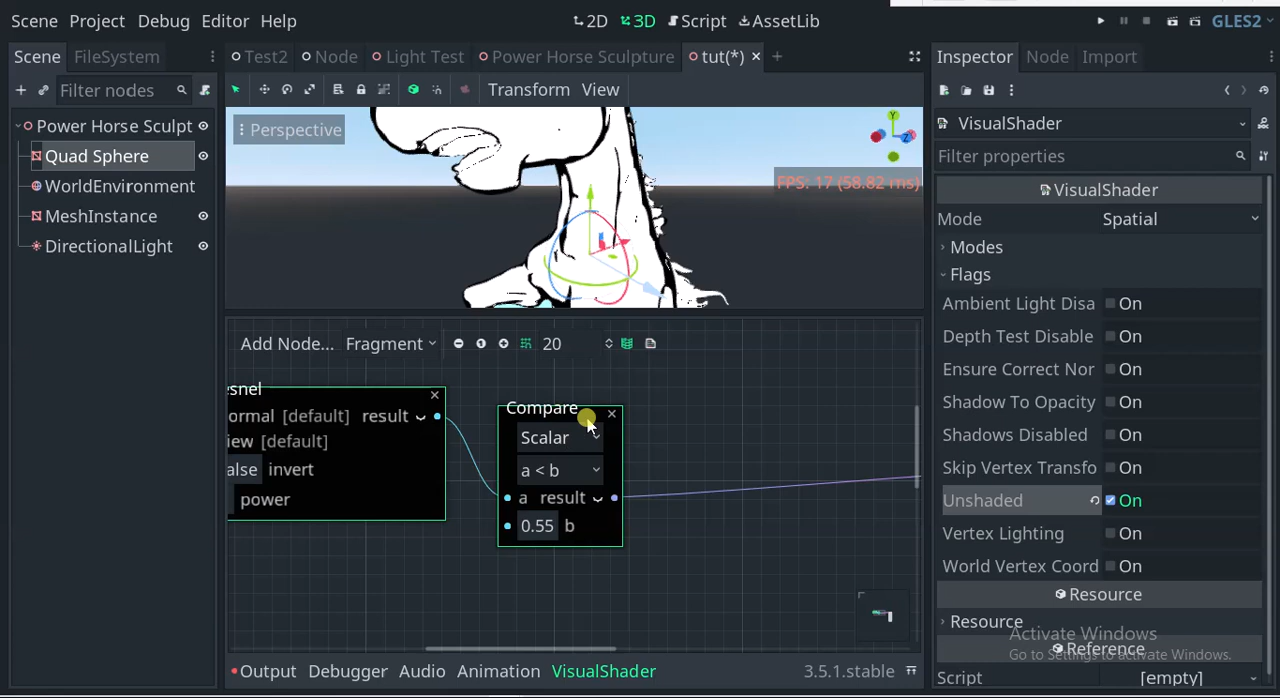 Scene Project Debug Editor Help 2D 3D Script AssetLib GLES2
Scene FileSystem Test2 Node Light Test Power Horse Sculpture tut(*) Inspector Node Import
Filter nodes Transform View
Power Horse Sculpt
Quad Sphere
WorldEnvironment
MeshInstance
DirectionalLight
Perspective
Y
Z
FPS: 17 (58.82 ms)
Add Node... Fragment 20
esnel
ormal [default] result
iew [default]
alse invert
power
Compare
Scalar
a < b
a result
0.55 b
Output Debugger Audio Animation VisualShader 3.5.1.stable
VisualShader
Filter properties
VisualShader
Mode Spatial
Modes
Flags
Ambient Light Disa On
Depth Test Disable On
Ensure Correct Nor On
Shadow To Opacity On
Shadows Disabled On
Skip Vertex Transfo On
Unshaded On
Vertex Lighting On
World Vertex Coord On
Resource
Resource
Activate Windows
Reference
Go to Settings to activate Windows.
Script [empty]